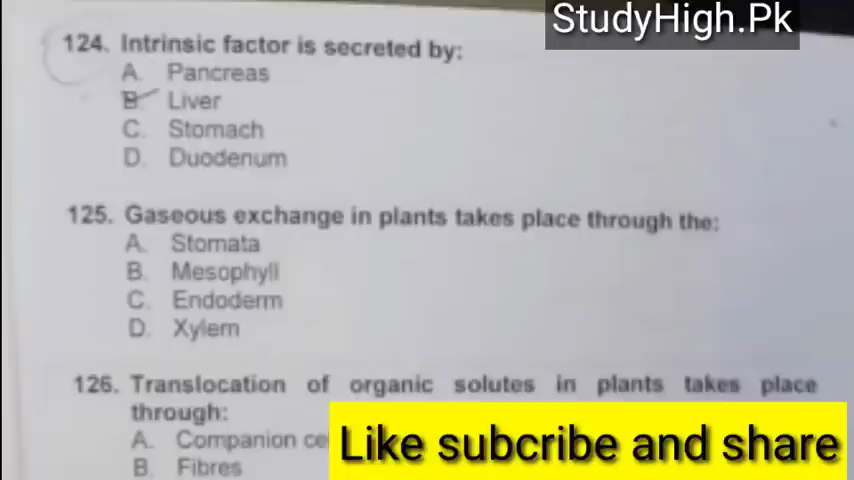 StudyHigh.Pk
124. Intrinsic factor is secreted by:
A. Pancreas
B. Liver
C. Stomach
D. Duodenum
125. Gaseous exchange in plants takes place through the:
A. Stomata
B. Mesophyll
C. Endoderm
D. Xylem
126. Translocation of organic solutes in plants takes place
through:
A. Companion ce
B. Fibres
Like subcribe and share